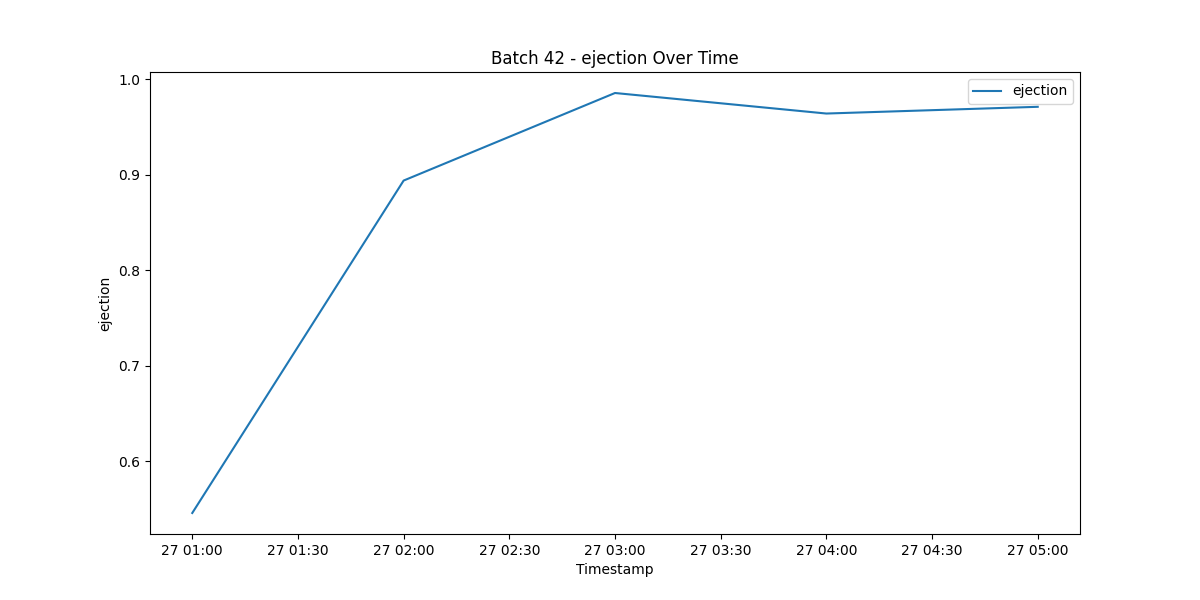 Batch 42 - ejection Over Time
ejection
1.0
0.9
0.8
0.7
0.6
ejection
27 01:00 27 01:30 27 02:00 27 02:30 27 03:00 27 03:30 27 04:00 27 04:30 27 05:00
Timestamp